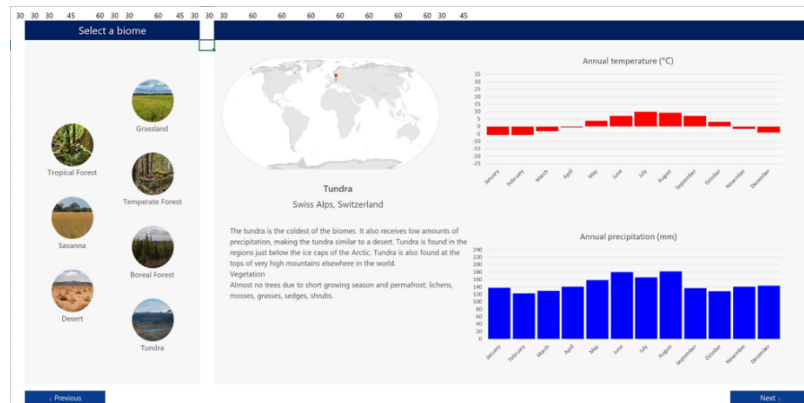 30 30 30 45 60 30 30 60 45 30 30 60 60 60 60 60 60 60 30 45
Select a biome
Grassland
Tropical Forest
Temperate Forest
Savanna
Boreal Forest
Desert
Tundra
Tundra
Swiss Alps, Switzerland
The tundra is the coldest of the biomes. It also receives low amounts of
precipitation, making the tundra similar to a desert. Tundra is found in the
regions just below the ice caps of the Arctic. Tundra is also found at the
tops of very high mountains elsewhere in the world.
Vegetation
Almost no trees due to short growing season and permafrost; lichens,
mosses, grasses, sedges, shrubs.
Annual temperature (°C)
25
20
15
10
5
0
-5
-10
-15
-20
-25
January February March April May June July August September October November December
Annual precipitation (mm)
240
220
200
180
160
140
120
100
80
60
40
20
0
January February March April May June July August September October November December
‹ Previous
Next ›